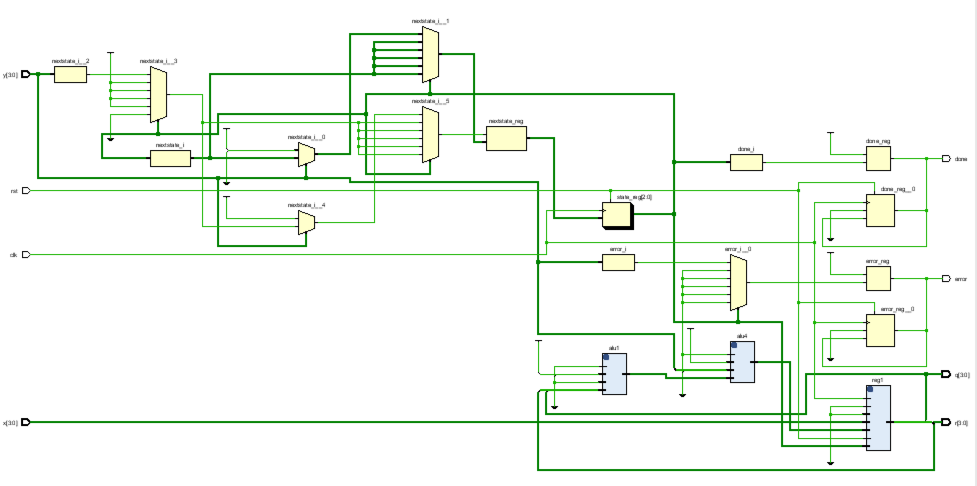 nextstate_i__1
nextstate_i__2
nextstate_i__3
y[3:0]
nextstate_i__5
nextstate_reg
nextstate_i__0
nextstate_i
done_i
done_reg
done
rst
done_reg__0
state_reg[2:0]
nextstate_i__4
clk
error_i
error_i__0
error_reg
error
error_reg__0
alu4
alu1
q[3:0]
reg1
x[3:0]
r[3:0]